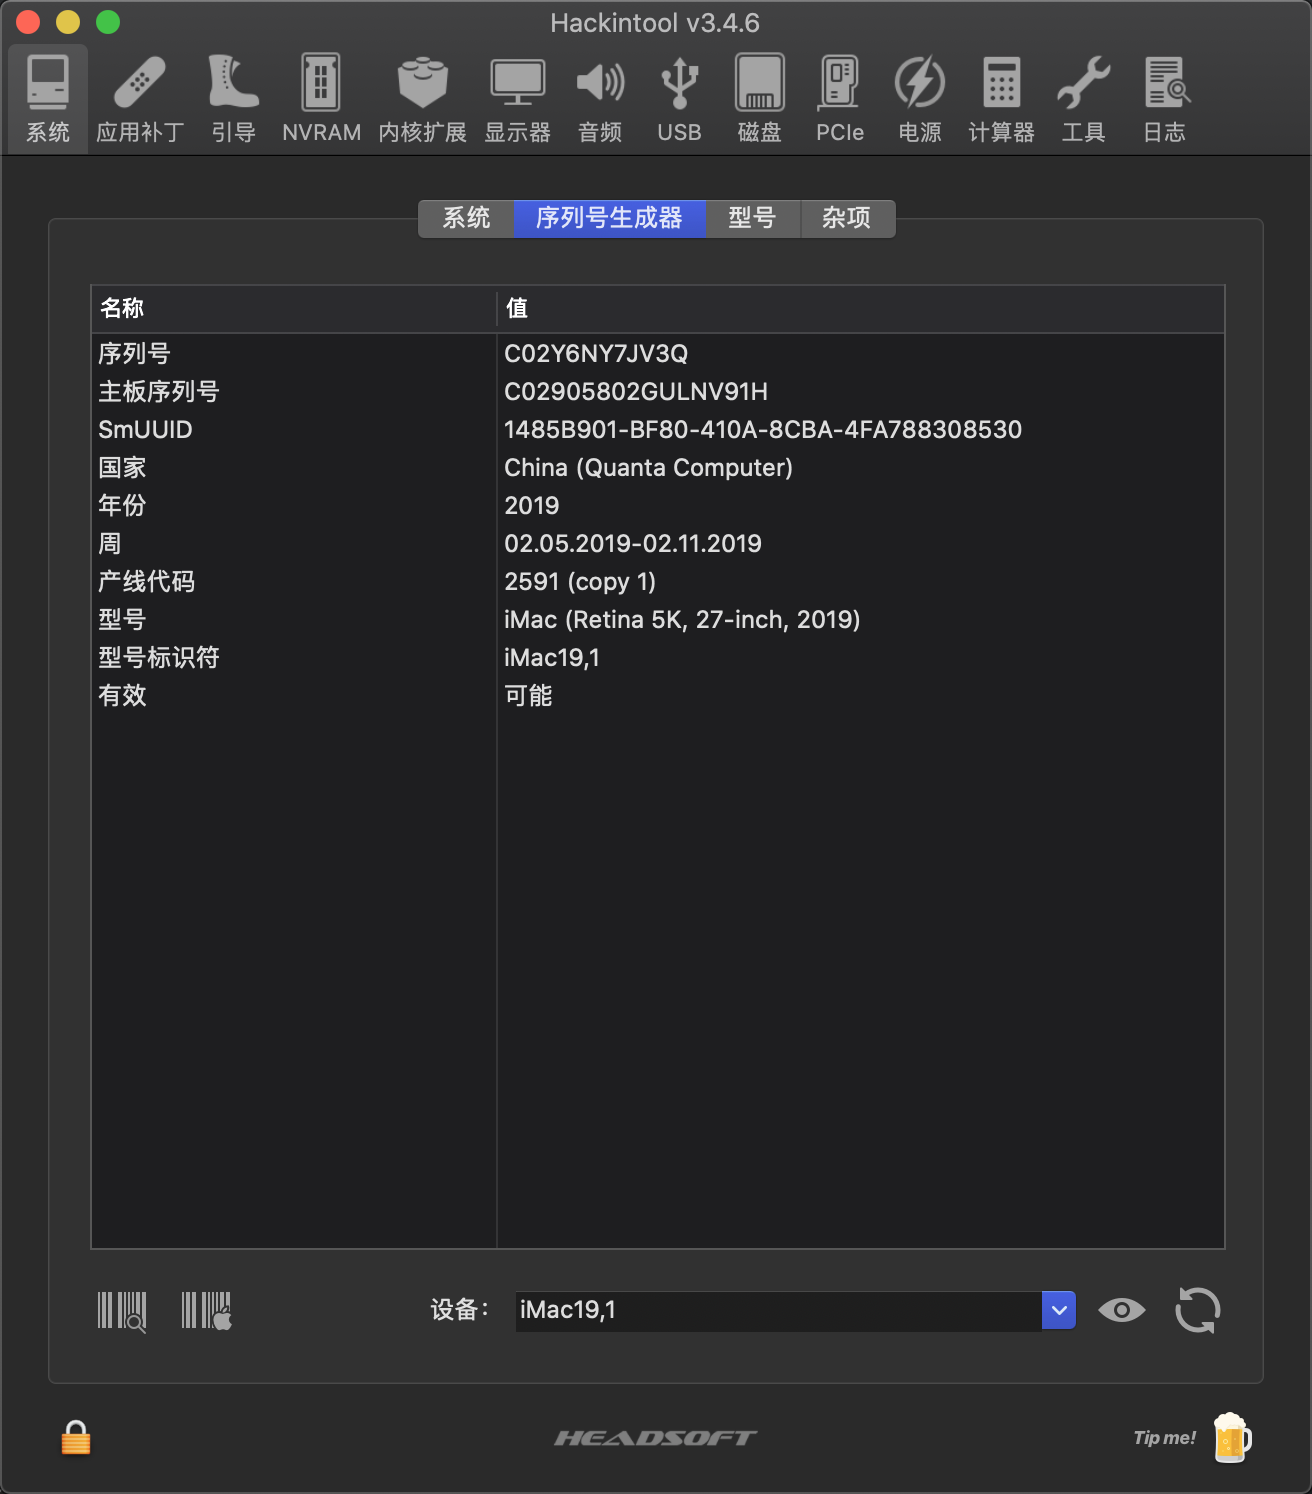 Hackintool v3.4.6
系统 应用补丁 引导 NVRAM 内核扩展 显示器 音频 USB 磁盘 PCIe 电源 计算器 工具 日志
系统 序列号生成器 型号 杂项
名称 值
序列号 C02Y6NY7JV3Q
主板序列号 C02905802GULNV91H
SmUUID 1485B901-BF80-410A-8CBA-4FA788308530
国家 China (Quanta Computer)
年份 2019
周 02.05.2019-02.11.2019
产线代码 2591 (copy 1)
型号 iMac (Retina 5K, 27-inch, 2019)
型号标识符 iMac19,1
有效 可能
设备： iMac19,1
HEADSOFT
Tip me!